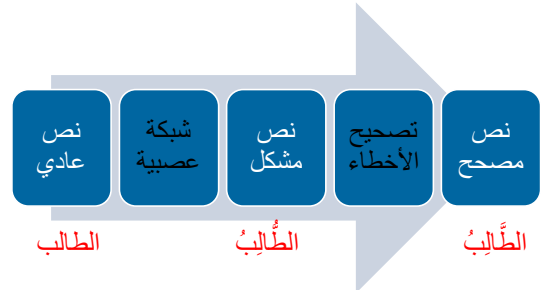 نص
عادي
شبكة
عصبية
نص
مشكل
تصحيح
الأخطاء
نص
مصحح
الطالب
الطُّالِبُ
الطَّالِبُ